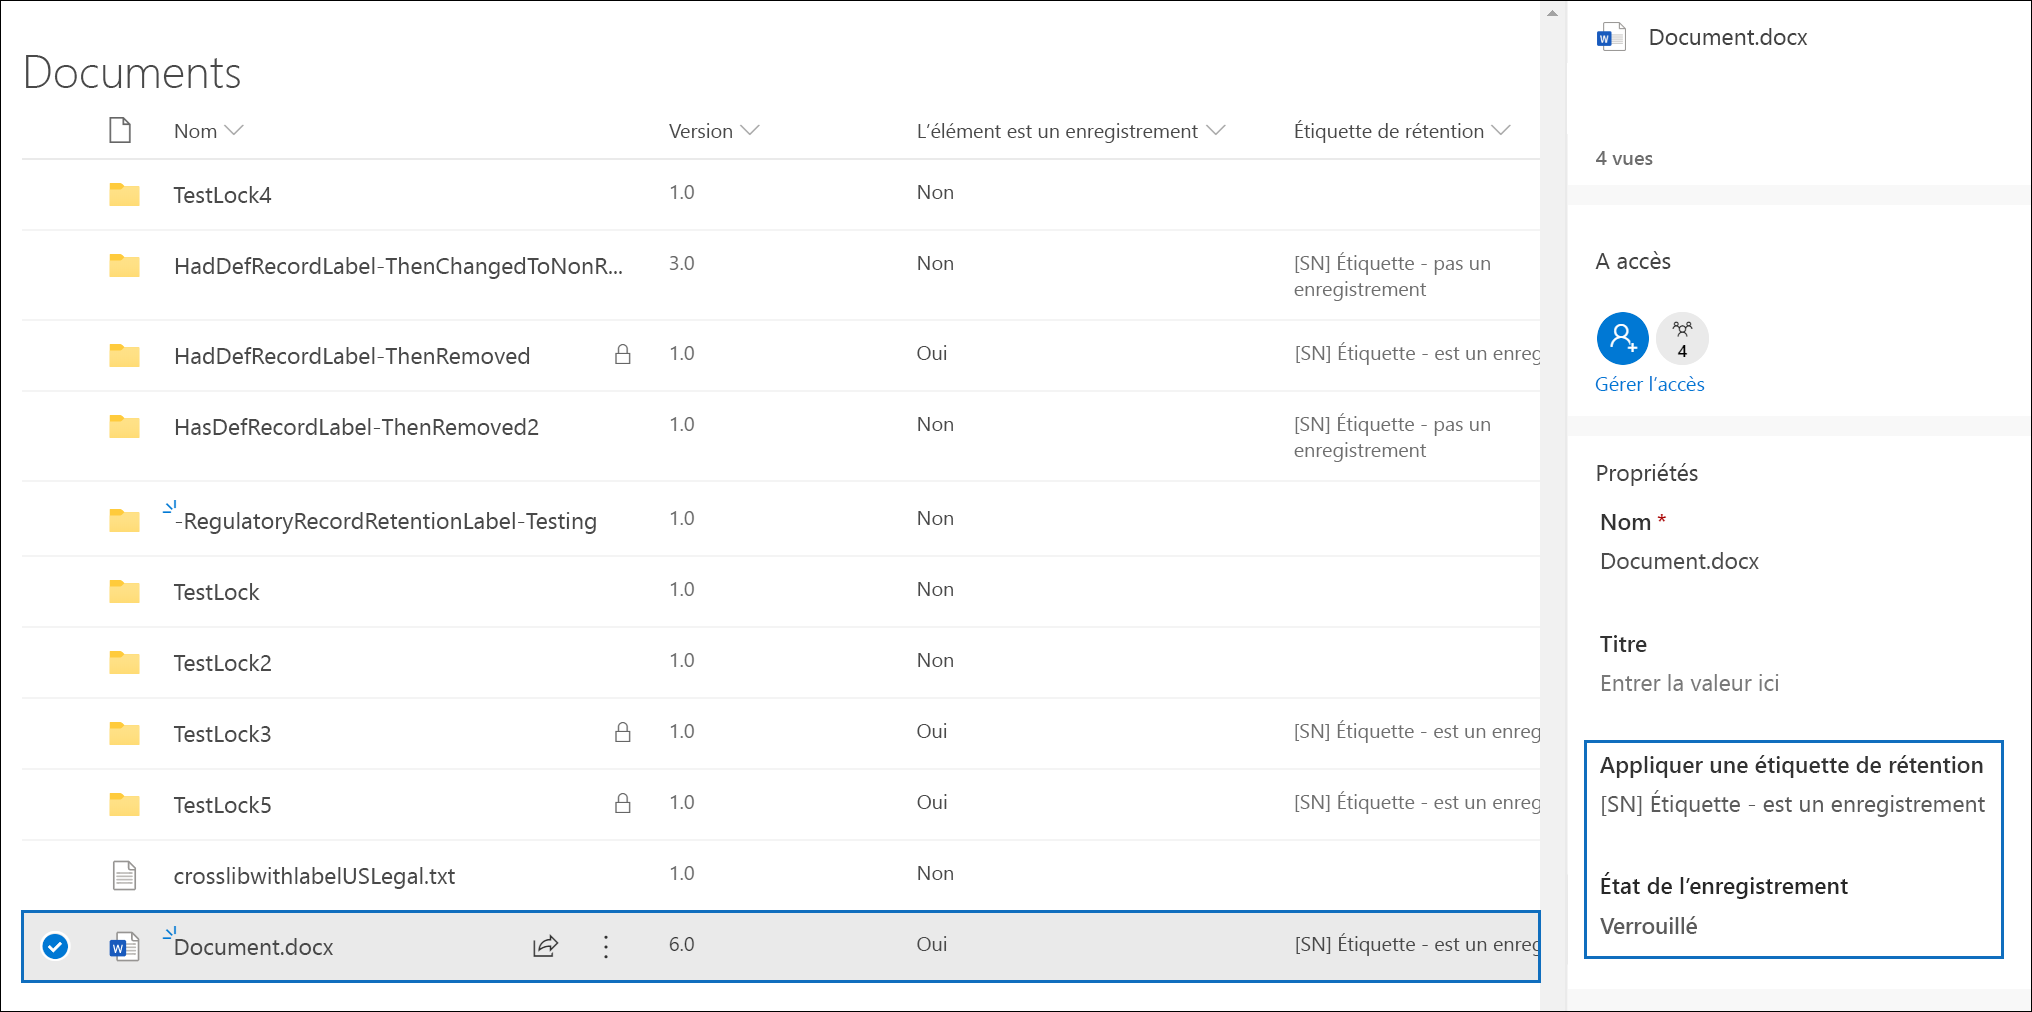 Documents
Nom Version L'élément est un enregistrement Étiquette de rétention
TestLock4 1.0 Non
HadDefRecordLabel-ThenChangedToNonR... 3.0 Non [SN] Étiquette - pas un
enregistrement
HadDefRecordLabel-ThenRemoved 1.0 Oui [SN] Étiquette - est un enreg
HasDefRecordLabel-ThenRemoved2 1.0 Non [SN] Étiquette - pas un
enregistrement
-RegulatoryRecordRetentionLabel-Testing 1.0 Non
TestLock 1.0 Non
TestLock2 1.0 Non
TestLock3 1.0 Oui [SN] Étiquette - est un enreg
TestLock5 1.0 Oui [SN] Étiquette - est un enreg
crosslibwithlabelUSLegal.txt 1.0 Non
W Document.docx 6.0 Oui [SN] Étiquette - est un enreg
W Document.docx
4 vues
A accès
4
Gérer l'accès
Propriétés
Nom *
Document.docx
Titre
Entrer la valeur ici
Appliquer une étiquette de rétention
[SN] Étiquette - est un enregistrement
État de l'enregistrement
Verrouillé